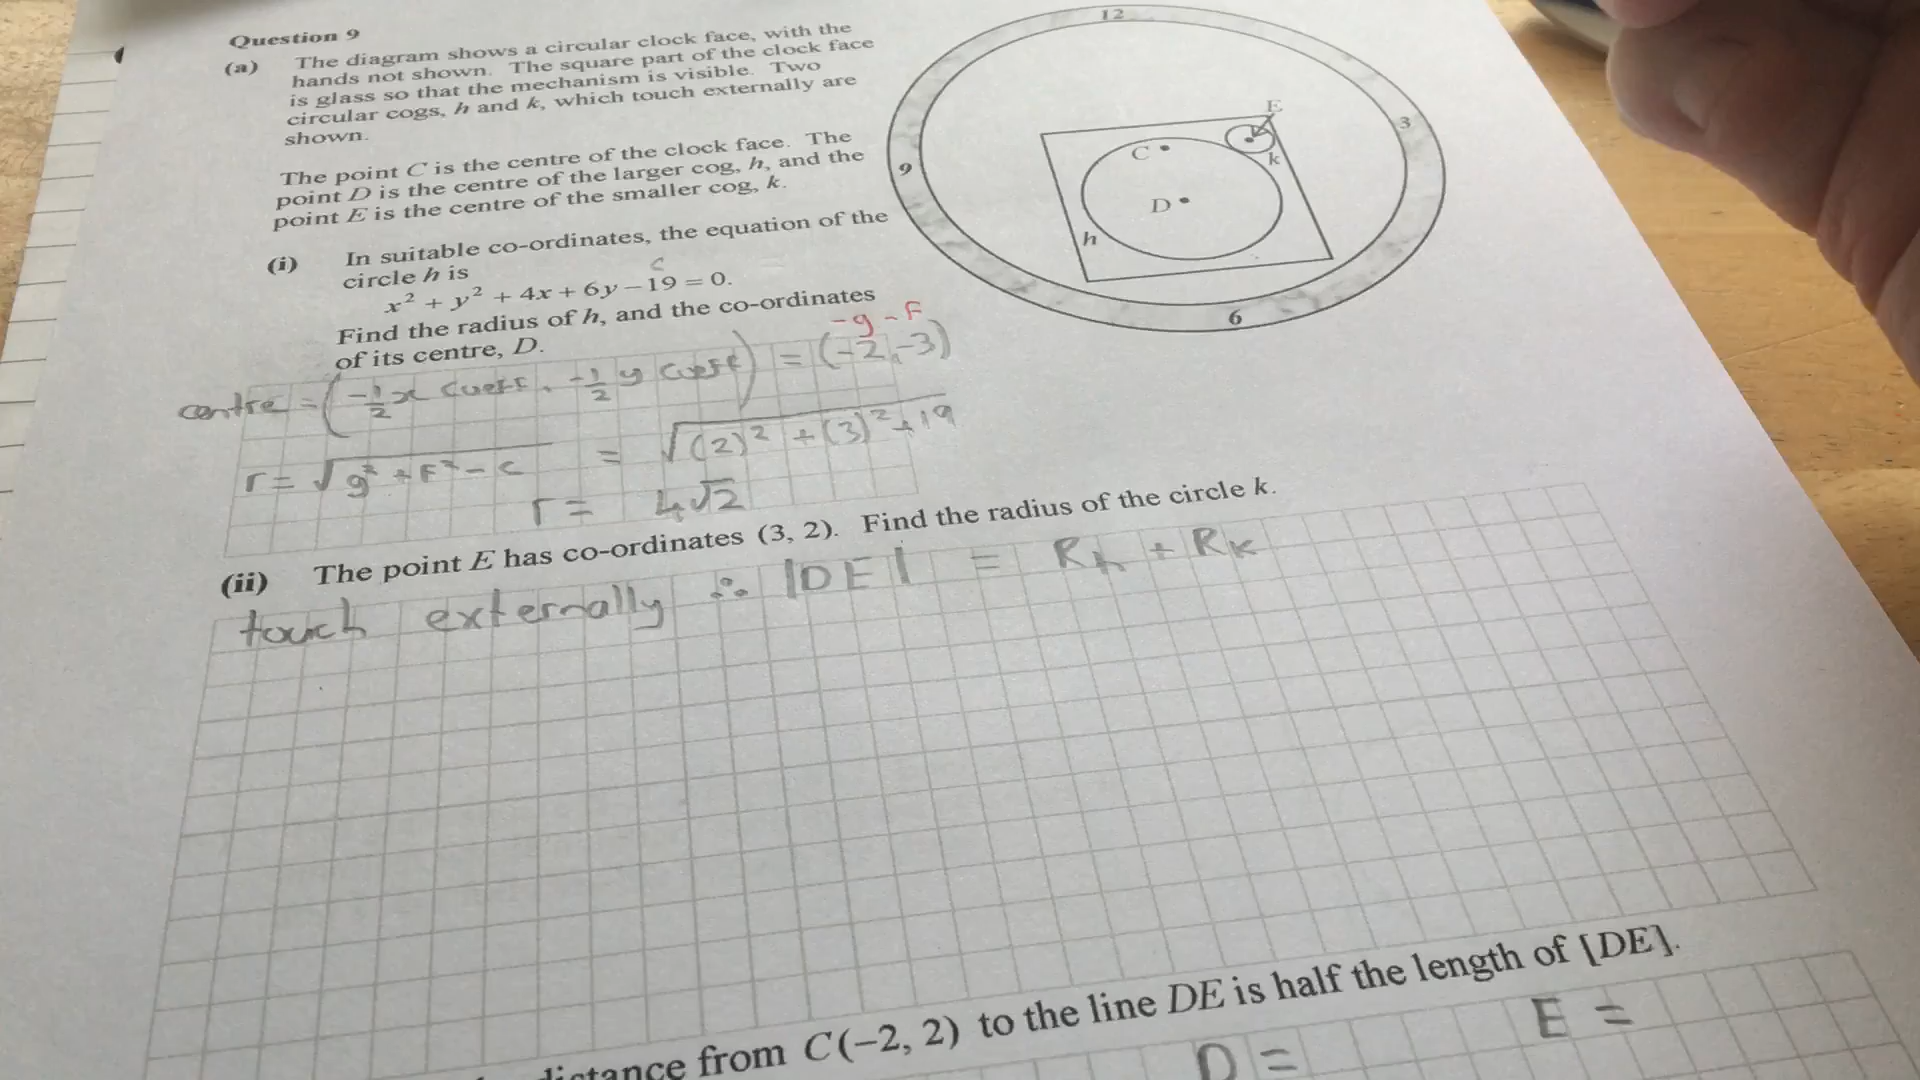 Question 9
(a) The diagram shows a circular clock face, with the
hands not shown. The square part of the clock face
is glass so that the mechanism is visible. Two
circular cogs, h and k, which touch externally are
shown.
The point C is the centre of the clock face. The
point D is the centre of the larger cog, h, and the
point E is the centre of the smaller cog, k.
(i) In suitable co-ordinates, the equation of the
circle h is
c
x² + y² + 4x + 6y – 19 = 0.
Find the radius of h, and the co-ordinates
of its centre, D.
12
3
6
9
C
D
E
h
k
-g -f
centre = (-1/2 x coeff, -1/2 y coeff) = (-2, -3)
r = √g² + f² - c = √(2)² + (3)² + 19
r = 4√2
(ii) The point E has co-ordinates (3, 2). Find the radius of the circle k.
touch externally ∴ |DE| = Rh + RK
distance from C(–2, 2) to the line DE is half the length of [DE].
D = E =